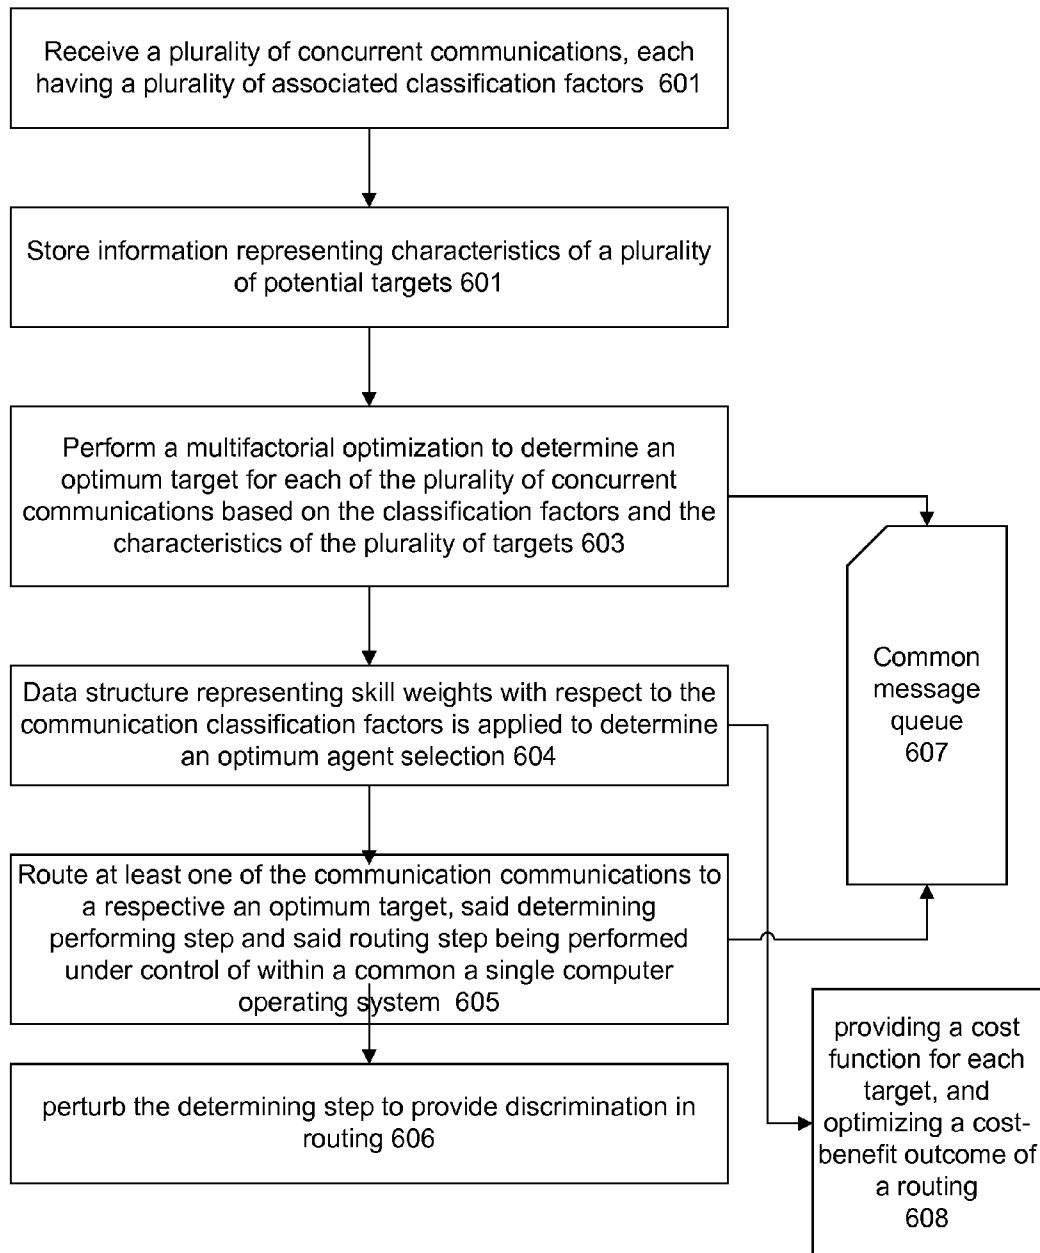 Receive a plurality of concurrent communications, each
having a plurality of associated classification factors 601
Store information representing characteristics of a plurality
of potential targets 601
Perform a multifactorial optimization to determine an
optimum target for each of the plurality of concurrent
communications based on the classification factors and the
characteristics of the plurality of targets 603
Data structure representing skill weights with respect to the
communication classification factors is applied to determine
an optimum agent selection 604
Route at least one of the communication communications to
a respective an optimum target, said determining
performing step and said routing step being performed
under control of within a common a single computer
operating system 605
perturb the determining step to provide discrimination in
routing 606
Common
message
queue
607
providing a cost
function for each
target, and
optimizing a cost-
benefit outcome of
a routing
608